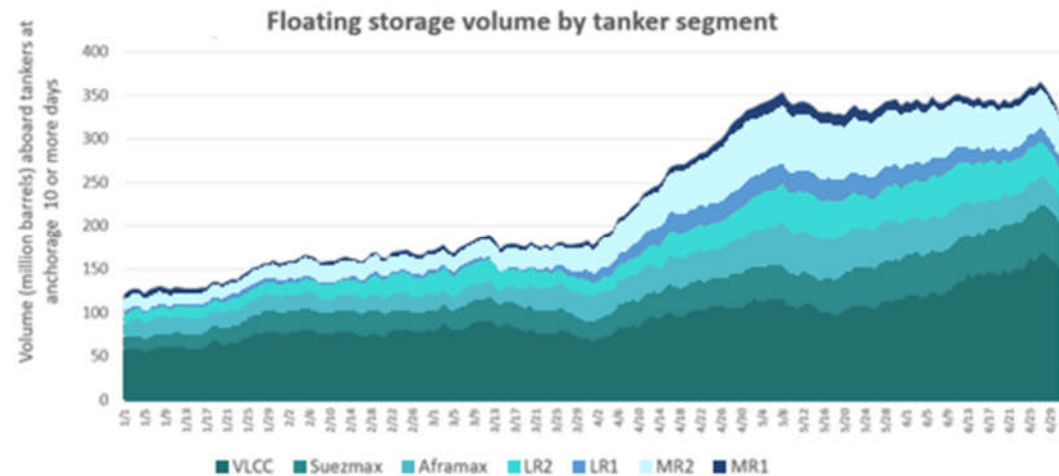 Floating storage volume by tanker segment
Volume (million barrels) aboard tankers at
anchorage 10 or more days
400
350
300
250
200
150
100
50
0
1/1 1/5 1/9 1/13 1/17 1/21 1/25 1/29 2/2 2/6 2/10 2/14 2/18 2/22 2/26 3/1 3/5 3/9 3/13 3/17 3/21 3/25 3/29 4/2 4/6 4/10 4/14 4/18 4/22 4/26 4/30 5/4 5/8 5/12 5/16 5/20 5/24 5/28 6/1 6/5 6/9 6/13 6/17 6/21 6/25 6/29
VLCC Suezmax Aframax LR2 LR1 MR2 MR1